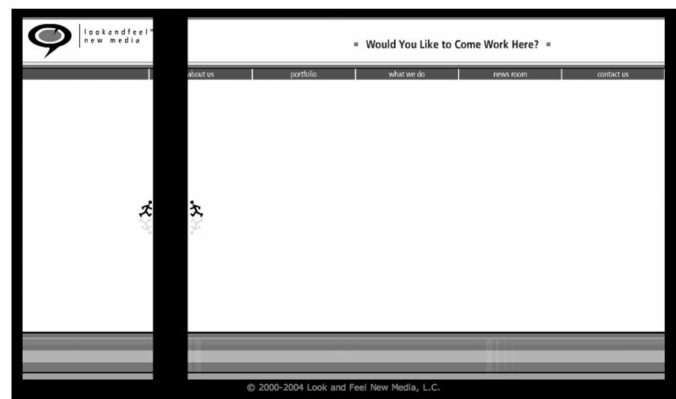 lookandfeel™
new media
Would You Like to Come Work Here?
about us portfolio what we do news room contact us
© 2000-2004 Look and Feel New Media, L.C.